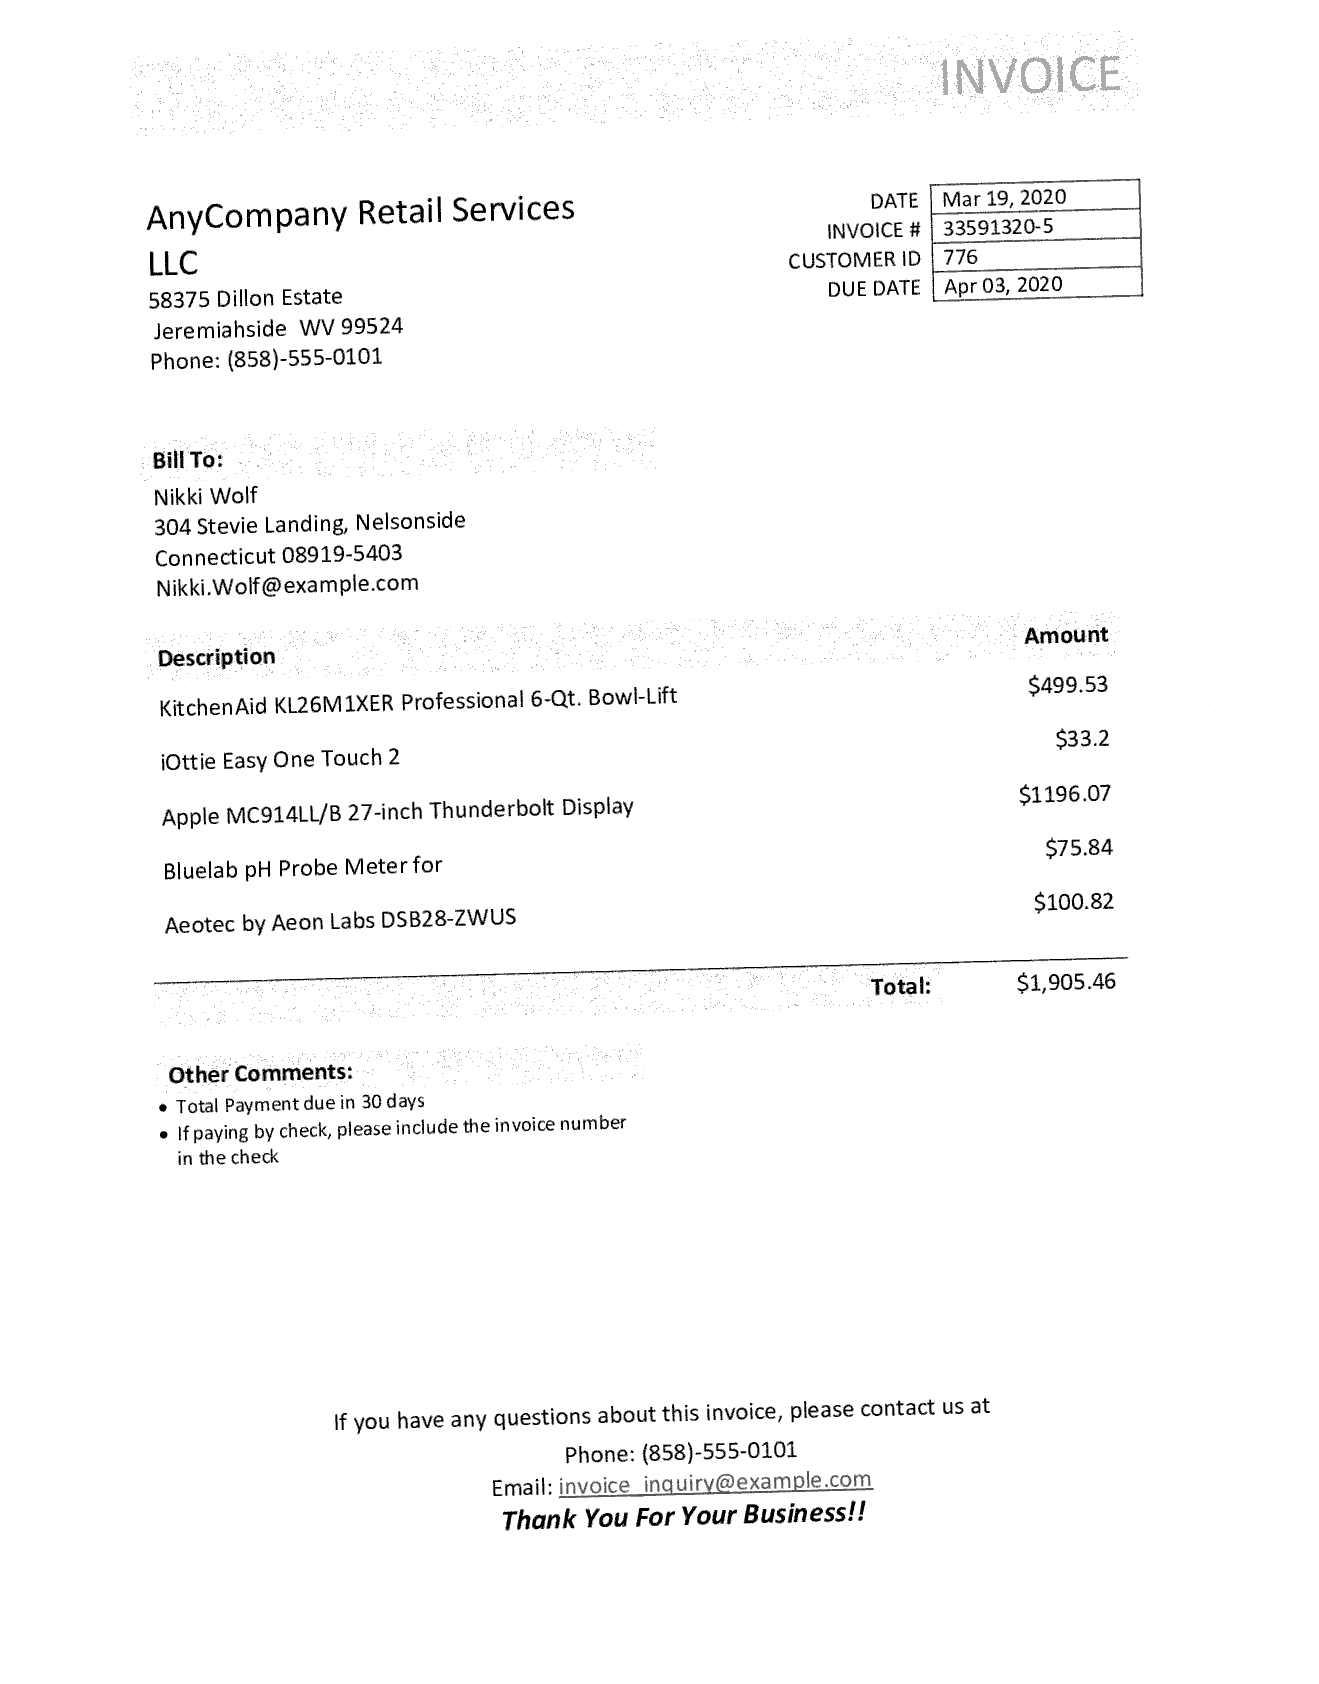 INVOICE
AnyCompany Retail Services
LLC
58375 Dillon Estate
Jeremiahside WV 99524
Phone: (858)-555-0101
DATE Mar 19, 2020
INVOICE # 33591320-5
CUSTOMER ID 776
DUE DATE Apr 03, 2020
Bill To:
Nikki Wolf
304 Stevie Landing, Nelsonside
Connecticut 08919-5403
Nikki.Wolf@example.com
Description Amount
KitchenAid KL26M1XER Professional 6-Qt. Bowl-Lift $499.53
iOttie Easy One Touch 2 $33.2
Apple MC914LL/B 27-inch Thunderbolt Display $1196.07
Bluelab pH Probe Meter for $75.84
Aeotec by Aeon Labs DSB28-ZWUS $100.82
Total: $1,905.46
Other Comments:
• Total Payment due in 30 days
• If paying by check, please include the invoice number
in the check
If you have any questions about this invoice, please contact us at
Phone: (858)-555-0101
Email: invoice_inquiry@example.com
Thank You For Your Business!!